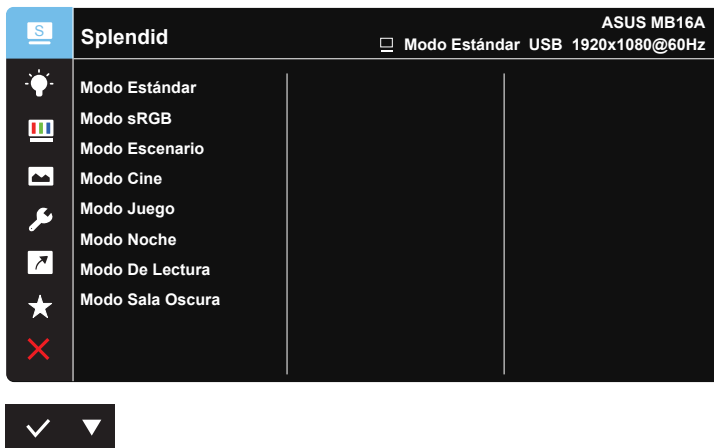 S
Splendid
ASUS MB16A
Modo Estándar USB 1920x1080@60Hz
Modo Estándar
Modo sRGB
Modo Escenario
Modo Cine
Modo Juego
Modo Noche
Modo De Lectura
Modo Sala Oscura